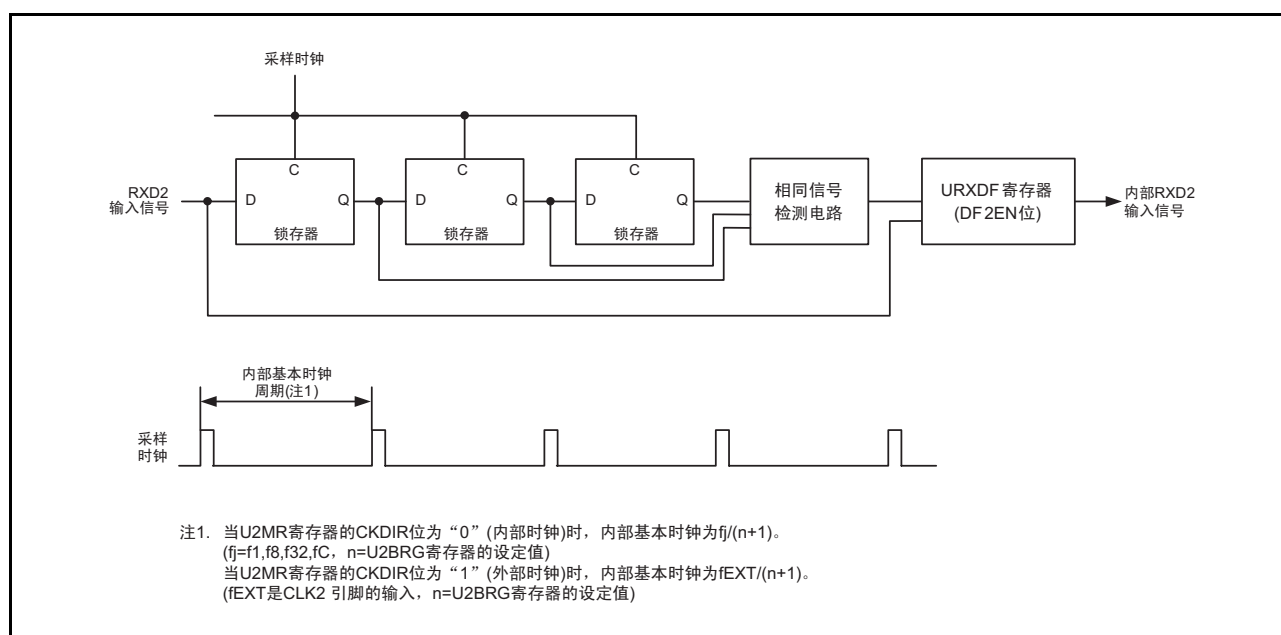 采样时钟
C
C
C
RXD2
输入信号
D
Q
D
Q
D
Q
锁存器
锁存器
锁存器
相同信号
检测电路
URXDF寄存器
(DF2EN位)
内部RXD2
输入信号
内部基本时钟
周期(注1)
采样
时钟
注1. 当U2MR寄存器的CKDIR位为“0”(内部时钟)时，内部基本时钟为fj/(n+1)。
(fj=f1,f8,f32,fC，n=U2BRG寄存器的设定值)
当U2MR寄存器的CKDIR位为“1”(外部时钟)时，内部基本时钟为fEXT/(n+1)。
(fEXT是CLK2 引脚的输入，n=U2BRG寄存器的设定值)